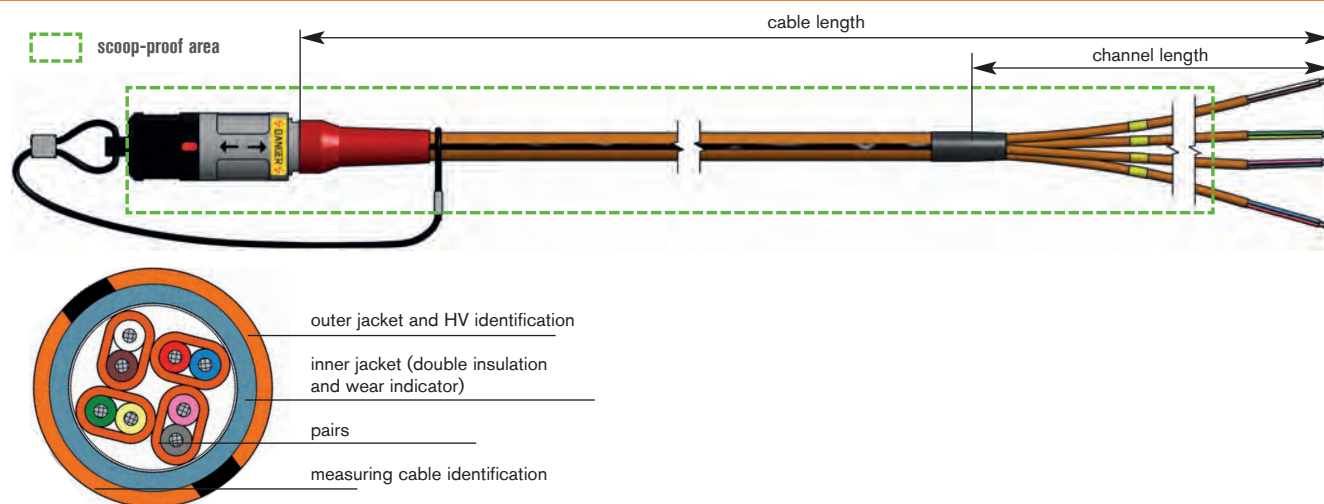 cable length
scoop-proof area
channel length
DANGER
outer jacket and HV identification
inner jacket (double insulation
and wear indicator)
pairs
measuring cable identification